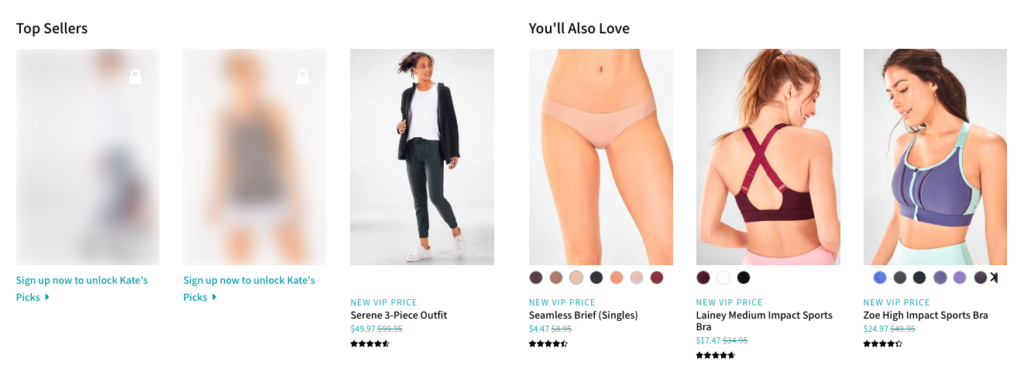 Top Sellers
You'll Also Love
Sign up now to unlock Kate's
Picks
Sign up now to unlock Kate's
Picks
NEW VIP PRICE
Serene 3-Piece Outfit
$49.97 $99.95
NEW VIP PRICE
Seamless Brief (Singles)
$4.47 $8.95
NEW VIP PRICE
Lainey Medium Impact Sports
Bra
$17.47 $34.95
NEW VIP PRICE
Zoe High Impact Sports Bra
$24.97 $49.95